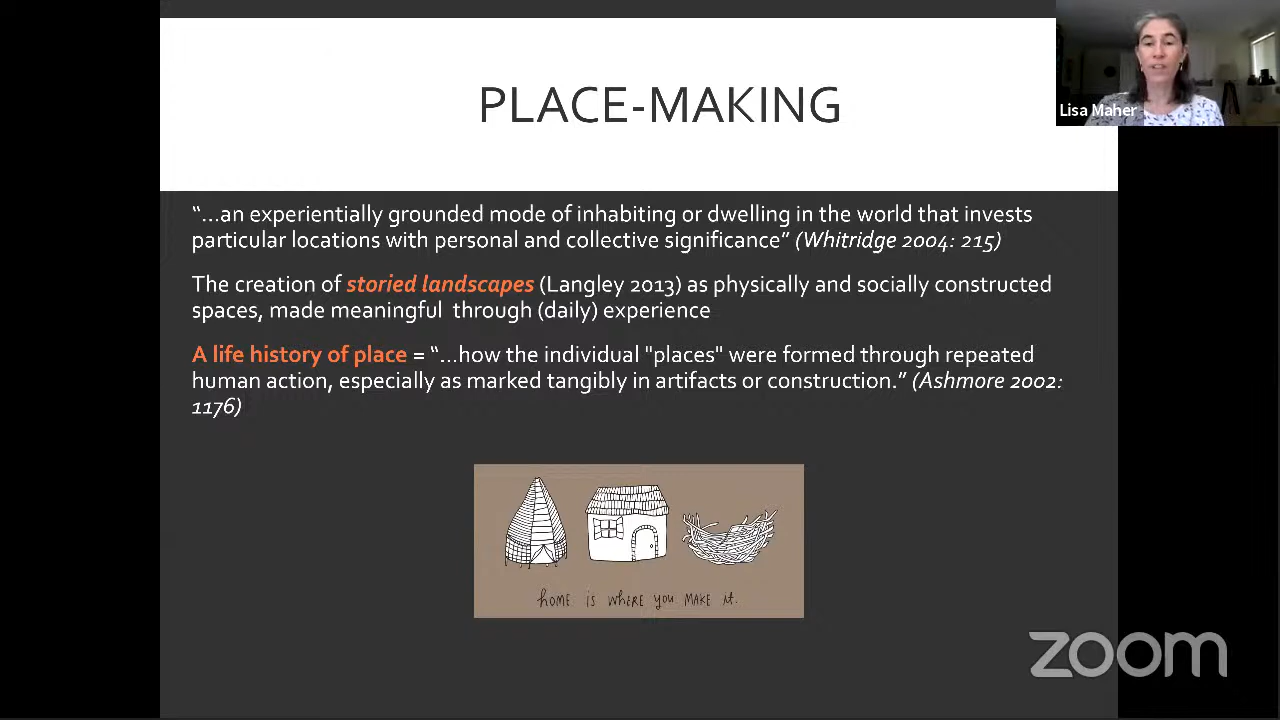 PLACE-MAKING
Lisa Maher
“…an experientially grounded mode of inhabiting or dwelling in the world that invests
particular locations with personal and collective significance” (Whitridge 2004: 215)
The creation of storied landscapes (Langley 2013) as physically and socially constructed
spaces, made meaningful through (daily) experience
A life history of place = “…how the individual "places" were formed through repeated
human action, especially as marked tangibly in artifacts or construction.” (Ashmore 2002:
1176)
home is where you make it.
zoom